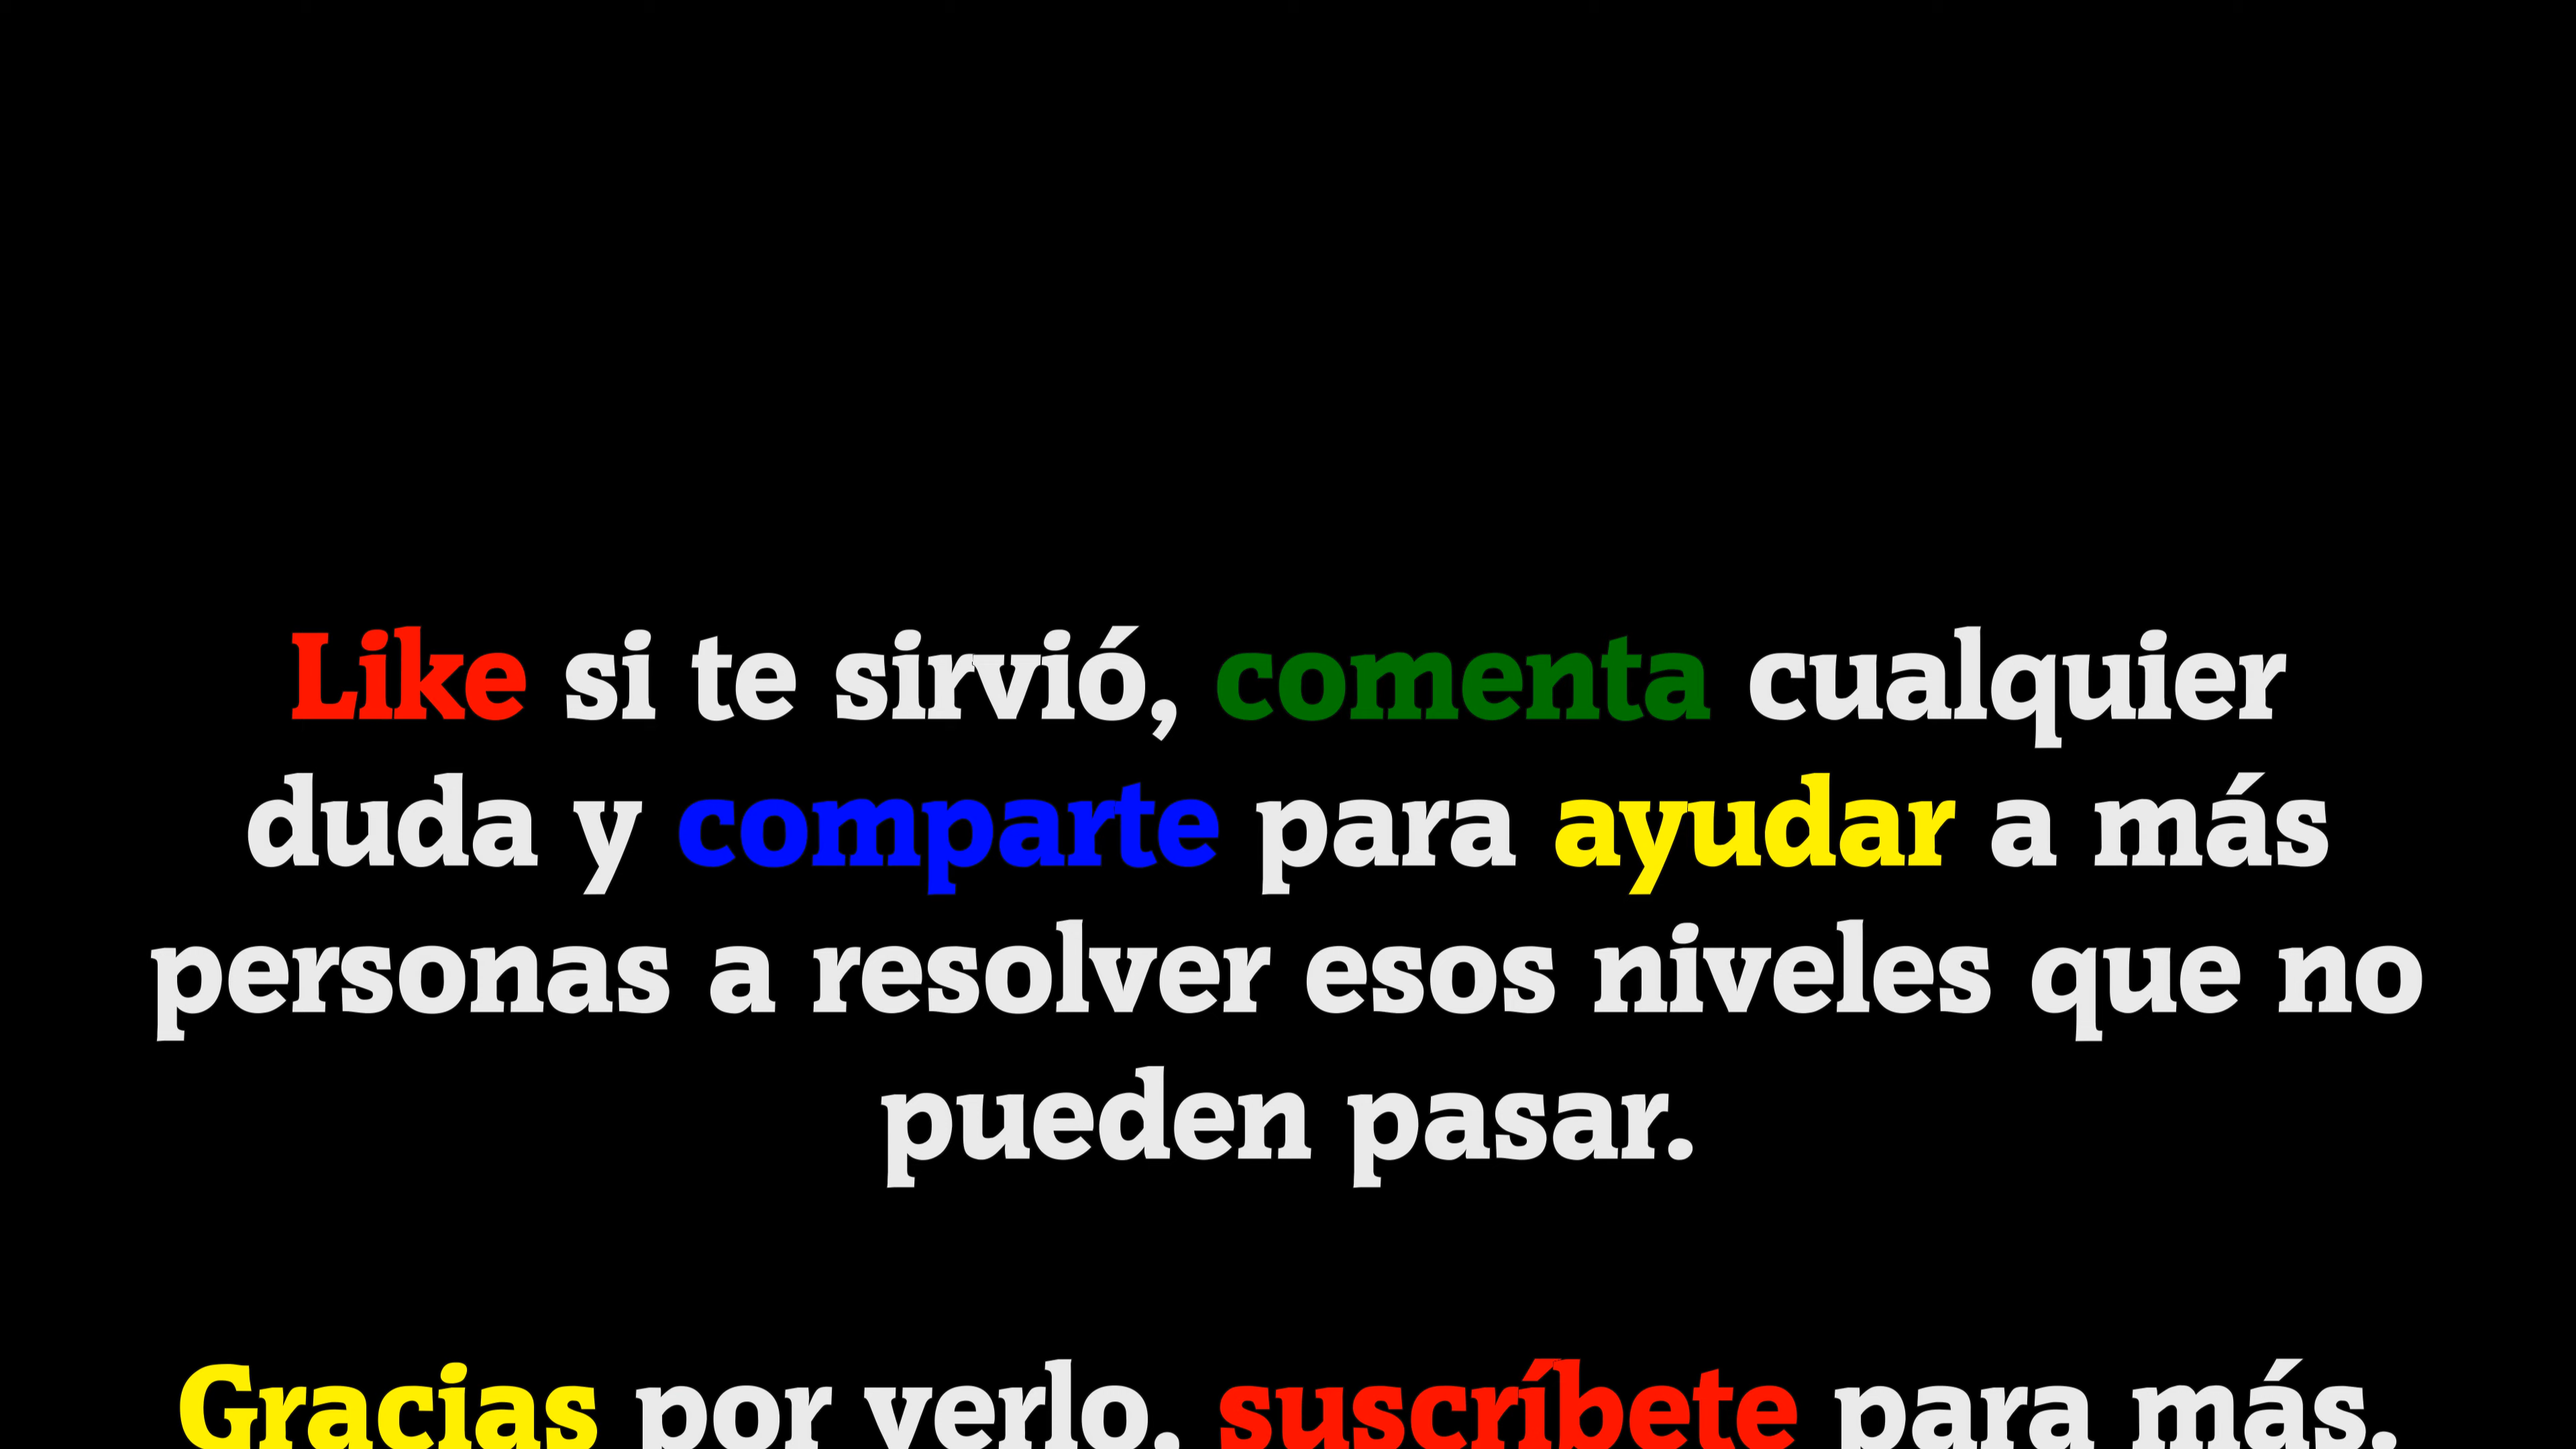 Like si te sirvió, comenta cualquier
duda y comparte para ayudar a más
personas a resolver esos niveles que no
pueden pasar.
Gracias por verlo, suscríbete para más.